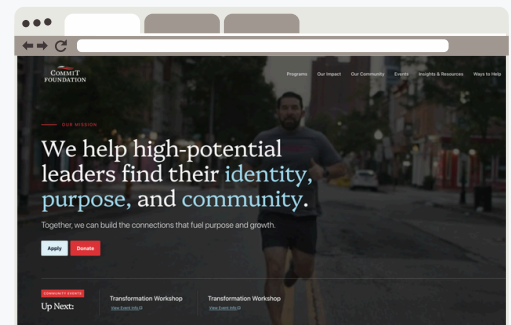 COMMIT
FOUNDATION
Programs Our Impact Our Community Events Insights & Resources Ways to Help
OUR MISSION
We help high-potential
leaders find their identity,
purpose, and community.
Together, we can build the connections that fuel purpose and growth.
Apply Donate
COMMUNITY EVENTS
Up Next:
Transformation Workshop
View Event Info
Transformation Workshop
View Event Info